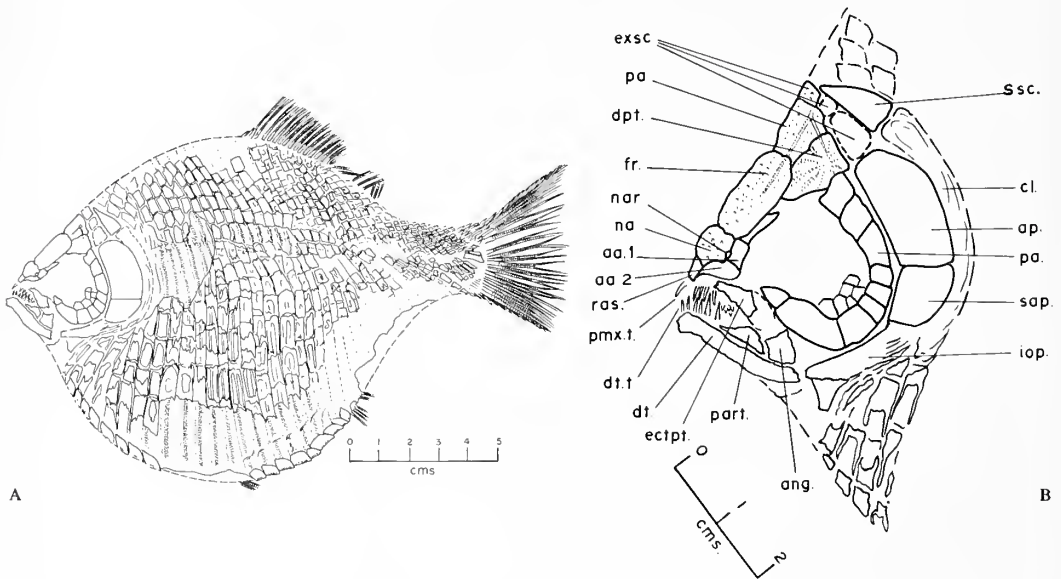 0 1 2 3 4 5
cms
A
exsc
pa
dpt.
fr.
nar
na
aa.1
aa 2
ras.
pmx.t.
dt.t
dt
ectpt.
part.
ang.
Ssc.
cl.
ap.
pa.
sap.
iop.
0
cms.
2
B